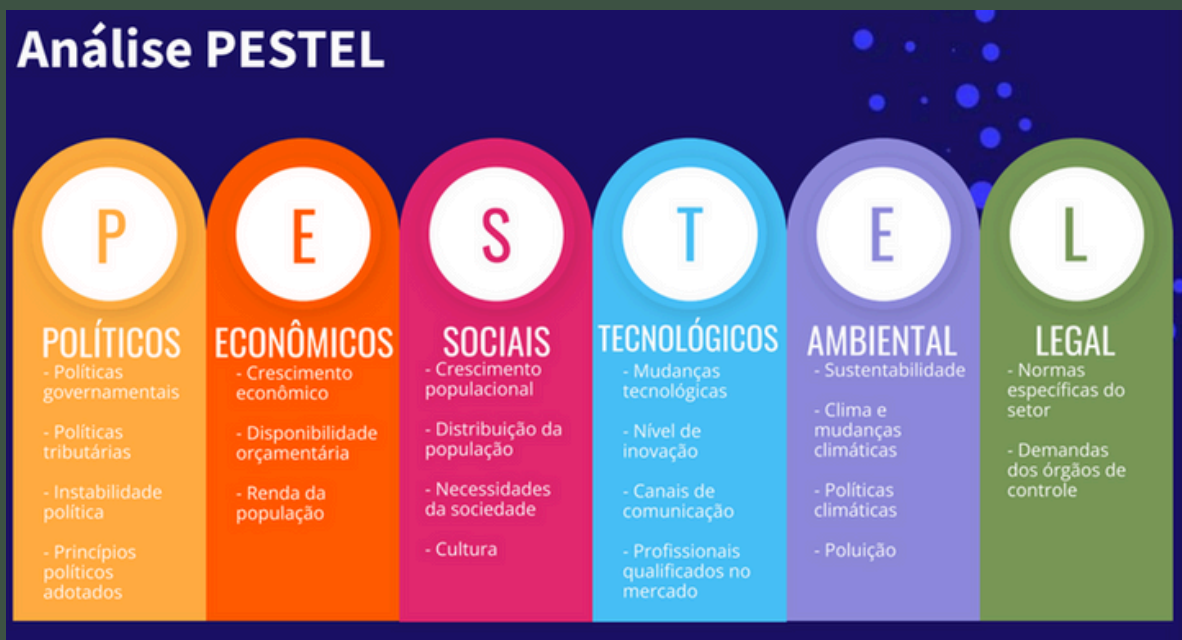 Análise PESTEL
P
POLÍTICOS
- Políticas
governamentais
- Políticas
tributárias
- Instabilidade
política
- Princípios
políticos
adotados
E
ECONÔMICOS
- Crescimento
econômico
- Disponibilidade
orçamentária
- Renda da
população
S
SOCIAIS
- Crescimento
populacional
- Distribuição da
população
- Necessidades
da sociedade
- Cultura
T
TECNOLÓGICOS
- Mudanças
tecnológicas
- Nível de
inovação
- Canais de
comunicação
- Profissionais
qualificados no
mercado
E
AMBIENTAL
- Sustentabilidade
- Clima e
mudanças
climáticas
- Políticas
climáticas
- Poluição
L
LEGAL
- Normas
específicas do
setor
- Demandas
dos órgãos de
controle